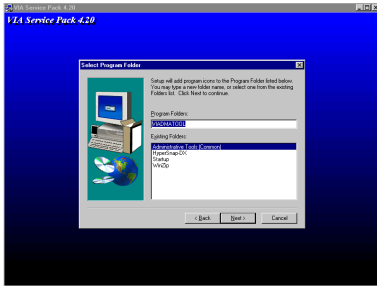 VIA Service Pack 4.20
VIA Service Pack 4.20
Select Program Folder
Setup will add program icons to the Program Folder listed below.
You may type a new folder name, or select one from the existing
Folders list. Click Next to continue.
Program Folders:
VIADMATOOL
Existing Folders:
Administrative Tools (Common)
HyperSnap-DX
Startup
WinZip
< Back
Next >
Cancel